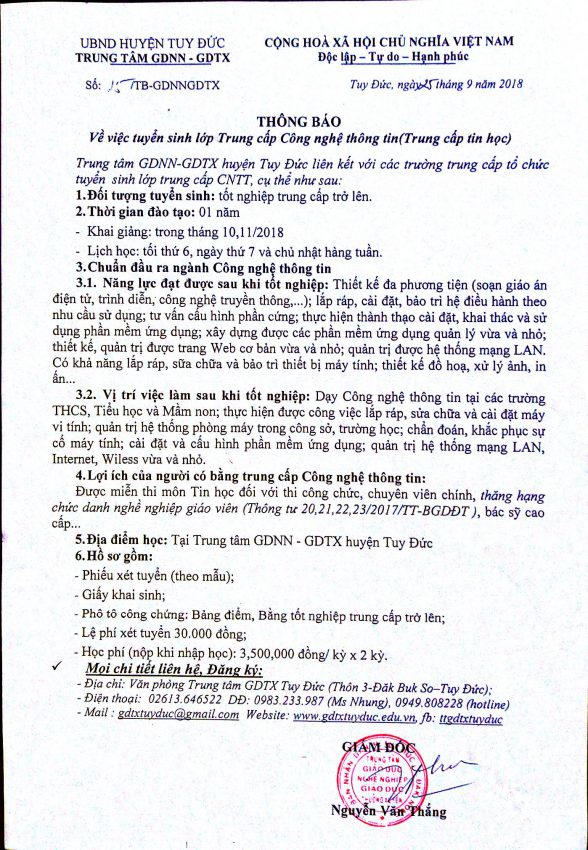 UBND HUYỆN TUY ĐỨC
TRUNG TÂM GDNN - GDTX
CỘNG HOÀ XÃ HỘI CHỦ NGHĨA VIỆT NAM
Độc lập – Tự do – Hạnh phúc
Số: 15/TB-GDNNGDTX
Tuy Đức, ngày 25 tháng 9 năm 2018
THÔNG BÁO
Về việc tuyển sinh lớp Trung cấp Công nghệ thông tin(Trung cấp tin học)
Trung tâm GDNN-GDTX huyện Tuy Đức liên kết với các trường trung cấp tổ chức
tuyển sinh lớp trung cấp CNTT, cụ thể như sau:
1.Đối tượng tuyển sinh: tốt nghiệp trung cấp trở lên.
2.Thời gian đào tạo: 01 năm
- Khai giảng: trong tháng 10,11/2018
- Lịch học: tối thứ 6, ngày thứ 7 và chủ nhật hàng tuần.
3.Chuẩn đầu ra ngành Công nghệ thông tin
3.1. Năng lực đạt được sau khi tốt nghiệp: Thiết kế đa phương tiện (soạn giáo án
điện tử, trình diễn, công nghệ truyền thông,...); lắp ráp, cài đặt, bảo trì hệ điều hành theo
nhu cầu sử dụng; tư vấn cấu hình phần cứng; thực hiện thành thạo cài đặt, khai thác và sử
dụng phần mềm ứng dụng; xây dựng được các phần mềm ứng dụng quản lý vừa và nhỏ;
thiết kế, quản trị được trang Web cơ bản vừa và nhỏ; quản trị được hệ thống mạng LAN.
Có khả năng lắp ráp, sữa chữa và bảo trì thiết bị máy tính; thiết kế đồ hoạ, xử lý ảnh, in
ấn...
3.2. Vị trí việc làm sau khi tốt nghiệp: Dạy Công nghệ thông tin tại các trường
THCS, Tiểu học và Mầm non; thực hiện được công việc lắp ráp, sửa chữa và cài đặt máy
vi tính; quản trị hệ thống phòng máy trong công sở, trường học; chẩn đoán, khắc phục sự
cố máy tính; cài đặt và cấu hình phần mềm ứng dụng; quản trị hệ thống mạng LAN,
Internet, Wiless vừa và nhỏ.
4.Lợi ích của người có bằng trung cấp Công nghệ thông tin:
Được miễn thi môn Tin học đối với thi công chức, chuyên viên chính, thăng hạng
chức danh nghề nghiệp giáo viên (Thông tư 20,21,22,23/2017/TT-BGDĐT ), bác sỹ cao
cấp...
5.Địa điểm học: Tại Trung tâm GDNN - GDTX huyện Tuy Đức
6.Hồ sơ gồm:
- Phiếu xét tuyển (theo mẫu);
- Giấy khai sinh;
- Phô tô công chứng: Bảng điểm, Bằng tốt nghiệp trung cấp trở lên;
- Lệ phí xét tuyển 30.000 đồng;
- Học phí (nộp khi nhập học): 3,500,000 đồng/ kỳ x 2 kỳ.
✓ Mọi chi tiết liên hệ, Đăng ký:
- Địa chỉ: Văn phòng Trung tâm GDTX Tuy Đức (Thôn 3-Đăk Buk So–Tuy Đức);
- Điện thoại: 02613.646522 DĐ: 0983.233.987 (Ms Nhung), 0949.808228 (hotline)
- Mail : gdtxtuyduc@gmail.com Website: www.gdtxtuyduc.edu.vn, fb: ttgdtxtuyduc
GIÁM ĐỐC
TRUNG TÂM
GIÁO DỤC
NGHỀ NGHIỆP
GIÁO DỤC
THƯỜNG XUYÊN
Nguyễn Văn Thắng